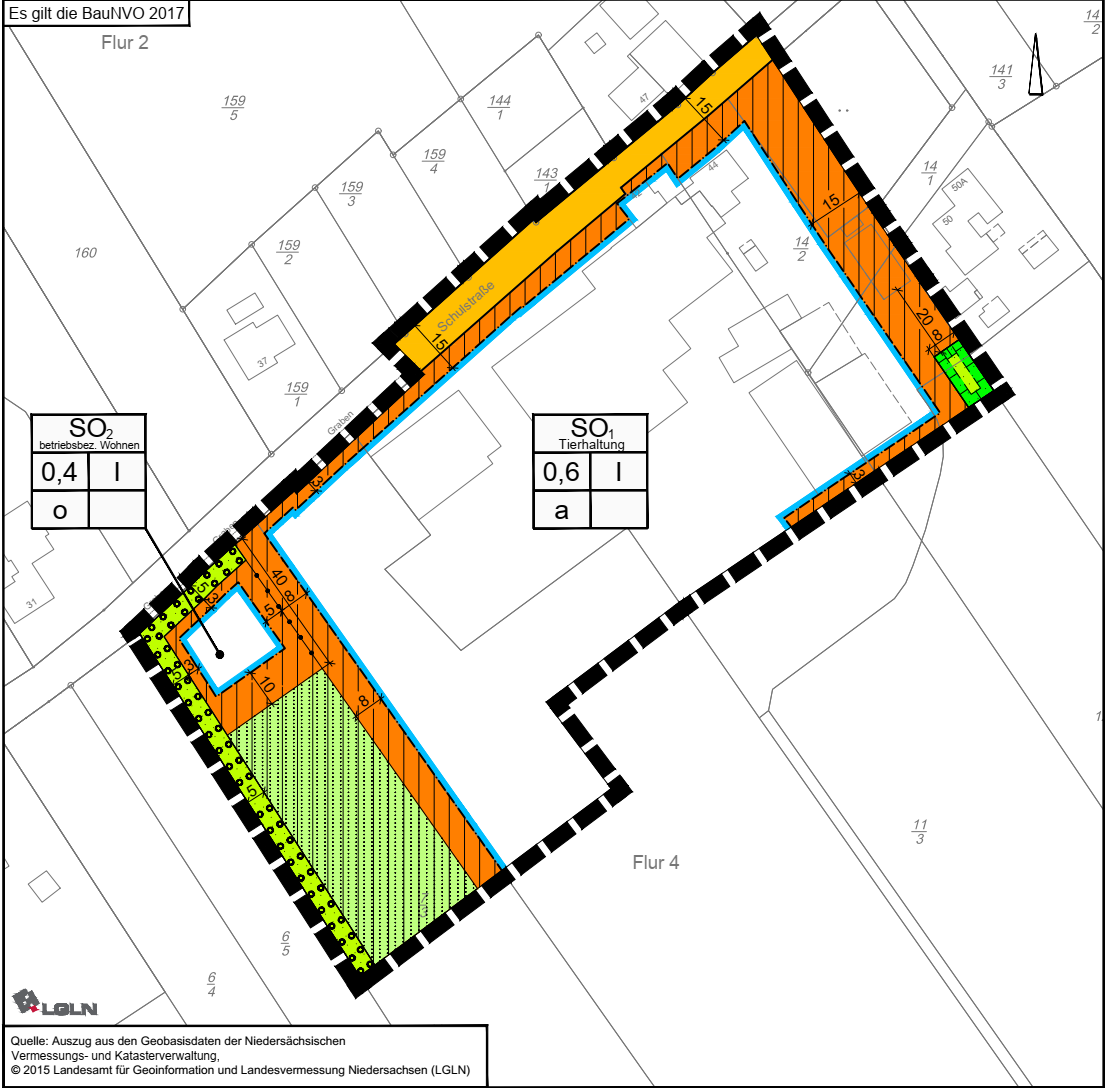 Es gilt die BauNVO 2017
Flur 2
159
5
144
1
159
4
159
3
143
159
2
160
159
1
37
47
44
15
14
2
141
3
14
1
50A
50
15
14
2
20
8
Schulstraße
15
Graben
SO2
betriebsbez. Wohnen
0,4 I
o
SO1
Tierhaltung
0,6 I
a
3
3
31
5
3
40
8
5
3
5
10
8
5
11
3
Flur 4
6
5
6
4
LGLN
Quelle: Auszug aus den Geobasisdaten der Niedersächsischen
Vermessungs- und Katasterverwaltung,
© 2015 Landesamt für Geoinformation und Landesvermessung Niedersachsen (LGLN)